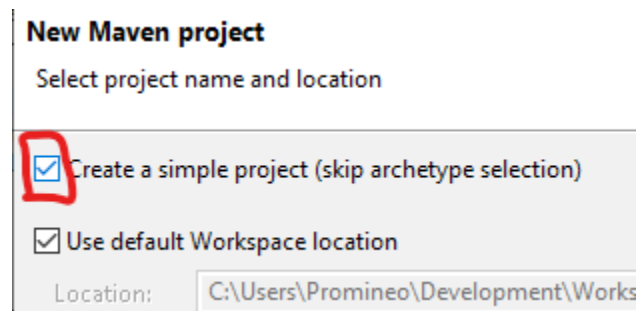 New Maven project
Select project name and location
Create a simple project (skip archetype selection)
Use default Workspace location
Location: C:\Users\Promineo\Development\Works